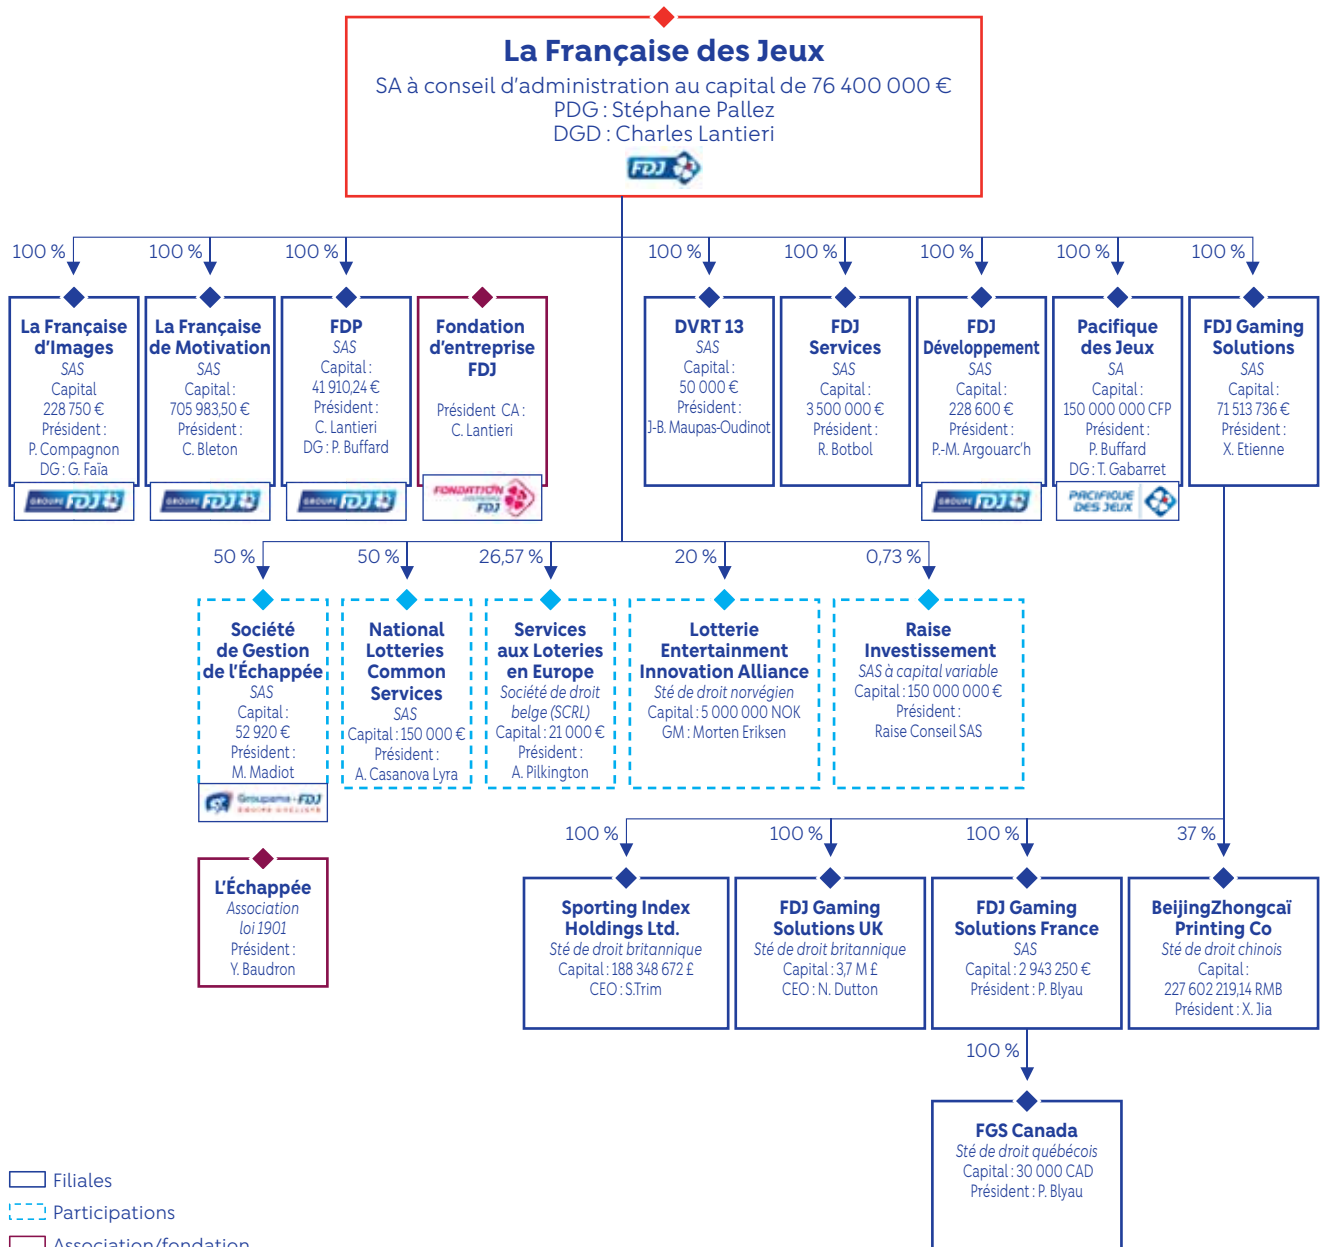 La Française des Jeux
SA à conseil d'administration au capital de 76 400 000 €
PDG : Stéphane Pallez
DGD : Charles Lantieri
FDJ
100 %
100 %
100 %
100 %
100 %
100 %
100 %
100 %
La Française
d'Images
SAS
Capital
228 750 €
Président :
P. Compagnon
DG : G. Faïa
GROUPE FDJ
La Française
de Motivation
SAS
Capital :
705 983,50 €
Président :
C. Bleton
GROUPE FDJ
FDP
SAS
Capital :
41 910,24 €
Président :
C. Lantieri
DG : P. Buffard
GROUPE FDJ
Fondation
d'entreprise
FDJ
Président CA :
C. Lantieri
FONDATION
FDJ
DVRT 13
SAS
Capital :
50 000 €
Président :
J-B. Maupas-Oudinot
FDJ
Services
SAS
Capital :
3 500 000 €
Président :
R. Botbol
FDJ
Développement
SAS
Capital :
228 600 €
Président :
P.-M. Argouarc'h
GROUPE FDJ
Pacifique
des Jeux
SA
Capital :
150 000 000 CFP
Président :
P. Buffard
DG : T. Gabarret
PACIFIQUE
DES JEUX
FDJ Gaming
Solutions
SAS
Capital :
71 513 736 €
Président :
X. Etienne
50 %
50 %
26,57 %
20 %
0,73 %
Société
de Gestion
de l'Échappée
SAS
Capital :
52 920 €
Président :
M. Madiot
Groupama - FDJ
ÉQUIPE CYCLISTE
National
Lotteries
Common
Services
SAS
Capital : 150 000 €
Président :
A. Casanova Lyra
Services
aux Loteries
en Europe
Société de droit
belge (SCRL)
Capital : 21 000 €
Président :
A. Pilkington
Lotterie
Entertainment
Innovation Alliance
Sté de droit norvégien
Capital : 5 000 000 NOK
GM : Morten Eriksen
Raise
Investissement
SAS à capital variable
Capital : 150 000 000 €
Président :
Raise Conseil SAS
L'Échappée
Association
loi 1901
Président :
Y. Baudron
100 %
100 %
100 %
37 %
Sporting Index
Holdings Ltd.
Sté de droit britannique
Capital : 188 348 672 £
CEO : S.Trim
FDJ Gaming
Solutions UK
Sté de droit britannique
Capital : 3,7 M £
CEO : N. Dutton
FDJ Gaming
Solutions France
SAS
Capital : 2 943 250 €
Président : P. Blyau
BeijingZhongcaï
Printing Co
Sté de droit chinois
Capital :
227 602 219,14 RMB
Président : X. Jia
100 %
FGS Canada
Sté de droit québécois
Capital : 30 000 CAD
Président : P. Blyau
Filiales
Participations
Association/fondation